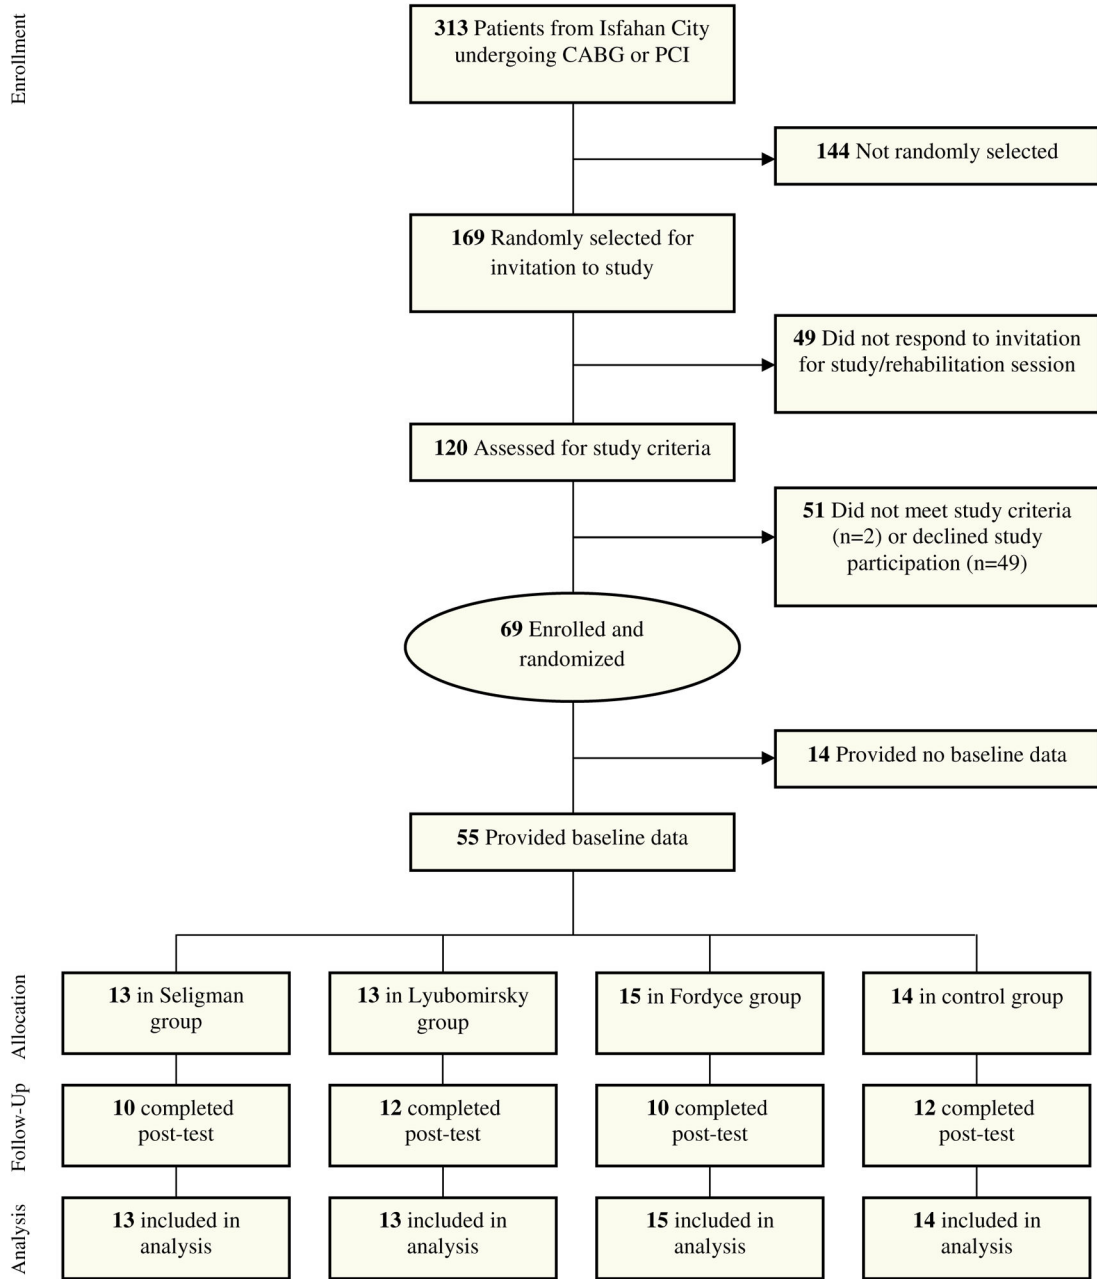 Enrollment
313 Patients from Isfahan City
undergoing CABG or PCI
144 Not randomly selected
169 Randomly selected for
invitation to study
49 Did not respond to invitation
for study/rehabilitation session
120 Assessed for study criteria
51 Did not meet study criteria
(n=2) or declined study
participation (n=49)
69 Enrolled and
randomized
14 Provided no baseline data
55 Provided baseline data
Allocation
13 in Seligman
group
13 in Lyubomirsky
group
15 in Fordyce group
14 in control group
Follow-Up
10 completed
post-test
12 completed
post-test
10 completed
post-test
12 completed
post-test
Analysis
13 included in
analysis
13 included in
analysis
15 included in
analysis
14 included in
analysis